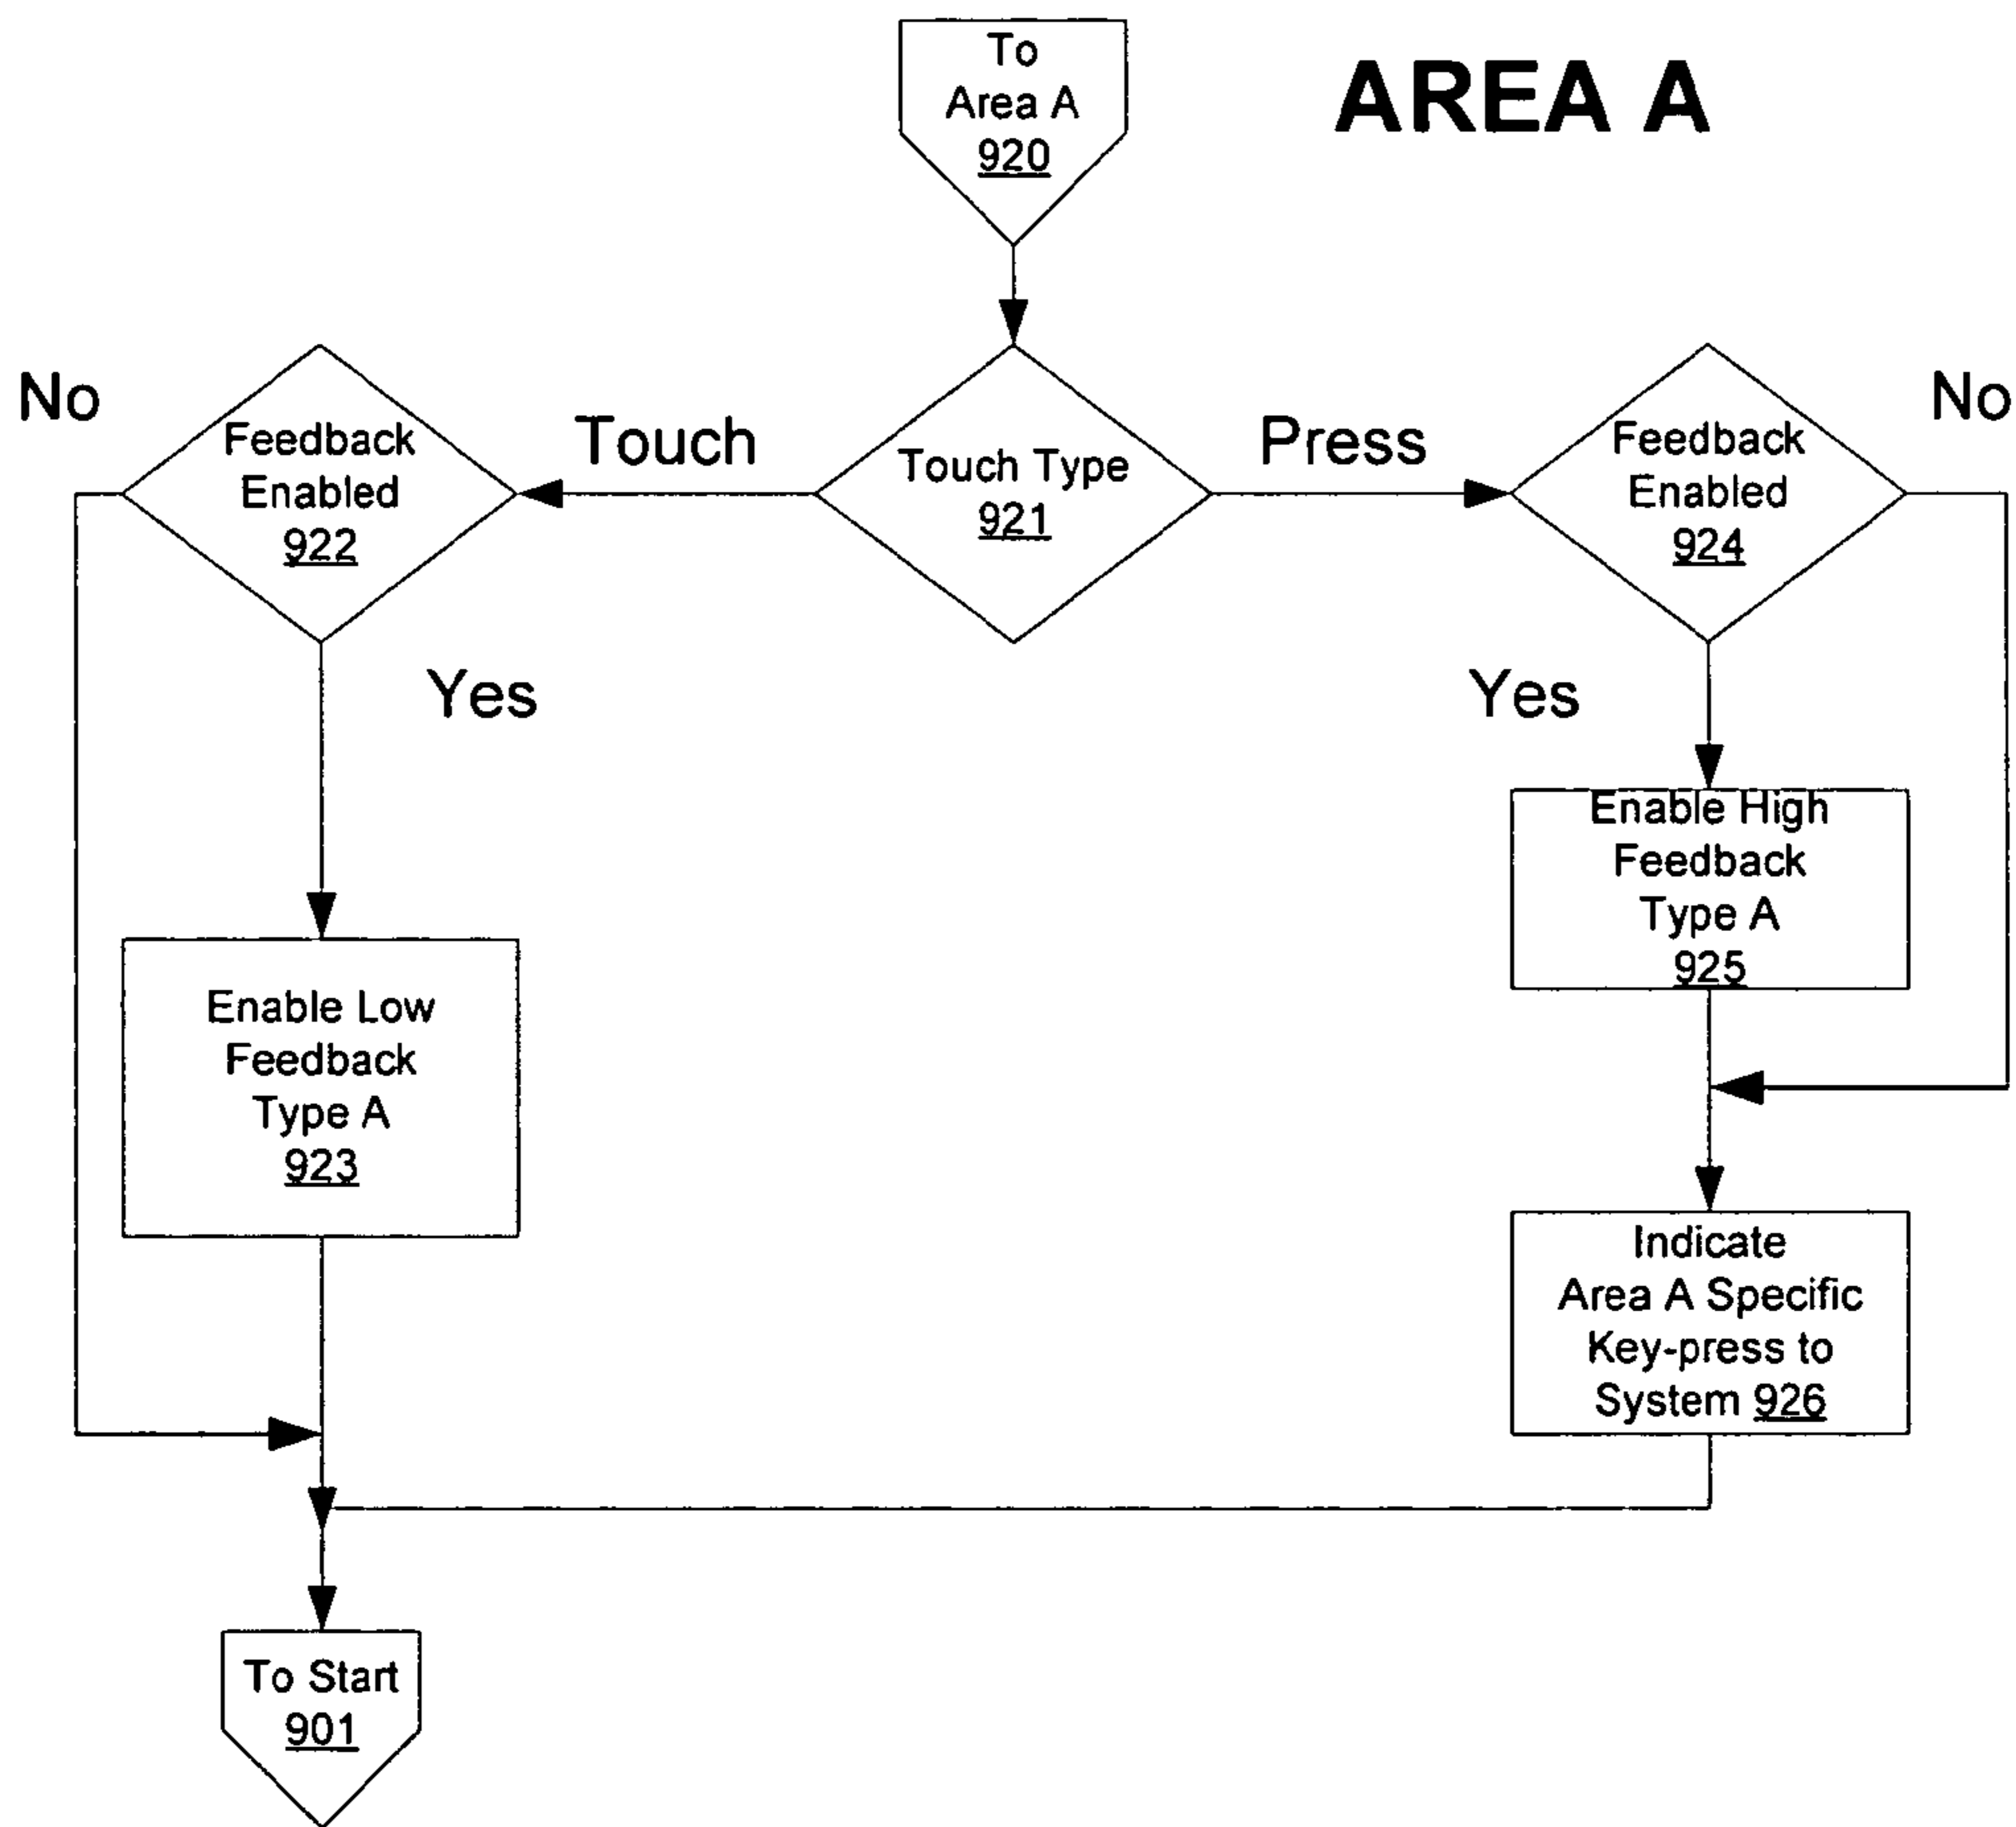 To
Area A
920
AREA A
No
Feedback
Enabled
922
Touch
Touch Type
921
Press
Feedback
Enabled
924
No
Yes
Yes
Enable High
Feedback
Type A
925
Enable Low
Feedback
Type A
923
Indicate
Area A Specific
Key-press to
System 926
To Start
901